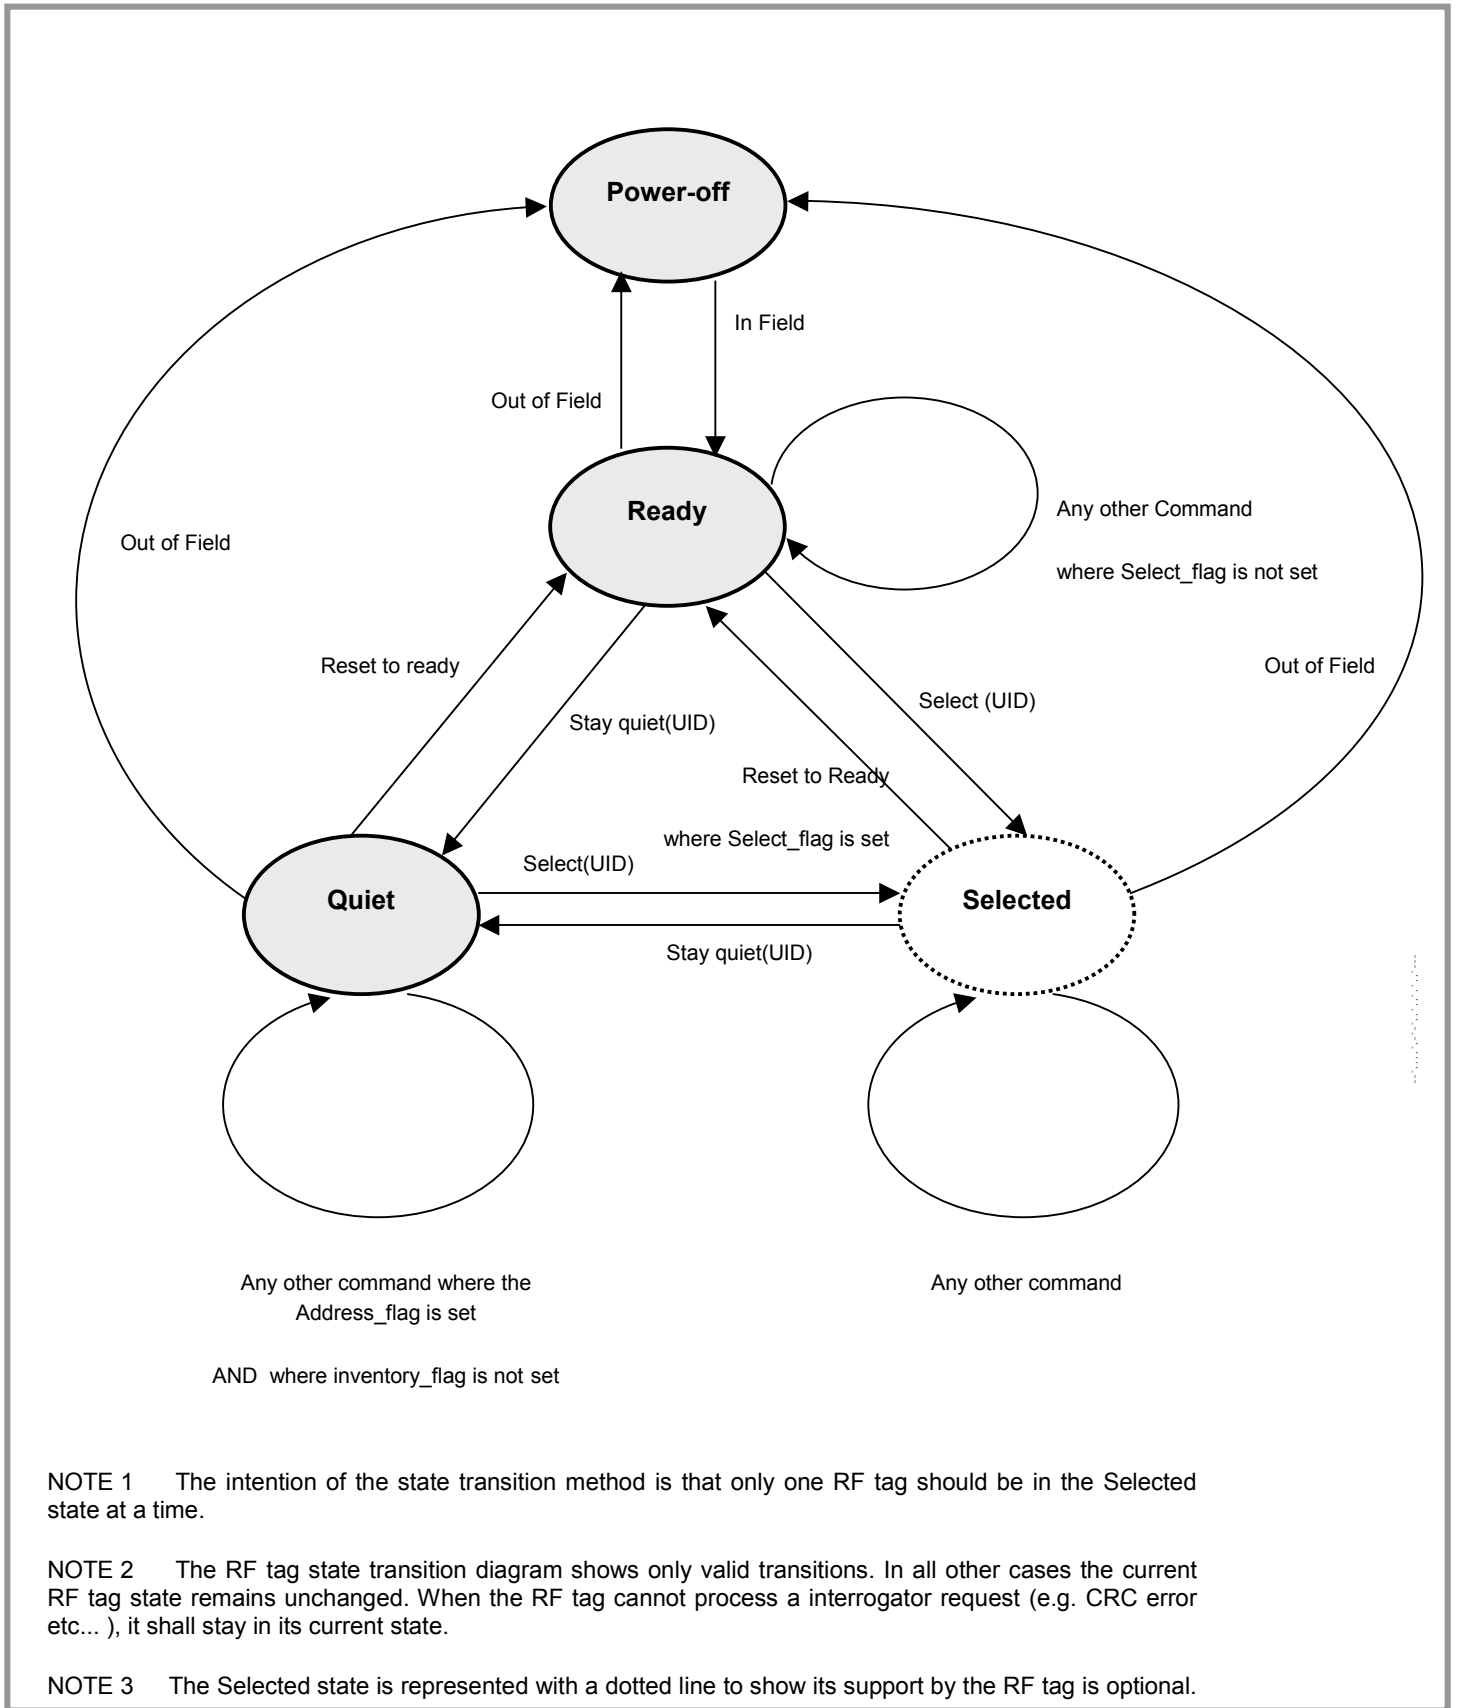 Power-off
In Field
Out of Field
Ready
Any other Command
where Select_flag is not set
Out of Field
Reset to ready
Out of Field
Select (UID)
Stay quiet(UID)
Reset to Ready
where Select_flag is set
Select(UID)
Quiet
Selected
Stay quiet(UID)
Any other command where the
Address_flag is set
AND where inventory_flag is not set
Any other command
NOTE 1 The intention of the state transition method is that only one RF tag should be in the Selected
state at a time.
NOTE 2 The RF tag state transition diagram shows only valid transitions. In all other cases the current
RF tag state remains unchanged. When the RF tag cannot process a interrogator request (e.g. CRC error
etc... ), it shall stay in its current state.
NOTE 3 The Selected state is represented with a dotted line to show its support by the RF tag is optional.